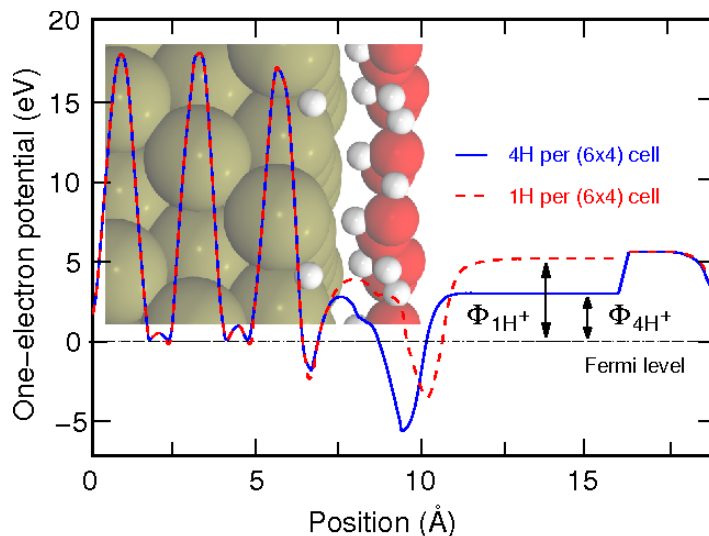 One−electron potential (eV)
20
15
10
5
0
−5
4H per (6x4) cell
1H per (6x4) cell
Φ1H+
Φ4H+
Fermi level
0
5
10
15
Position (Å)